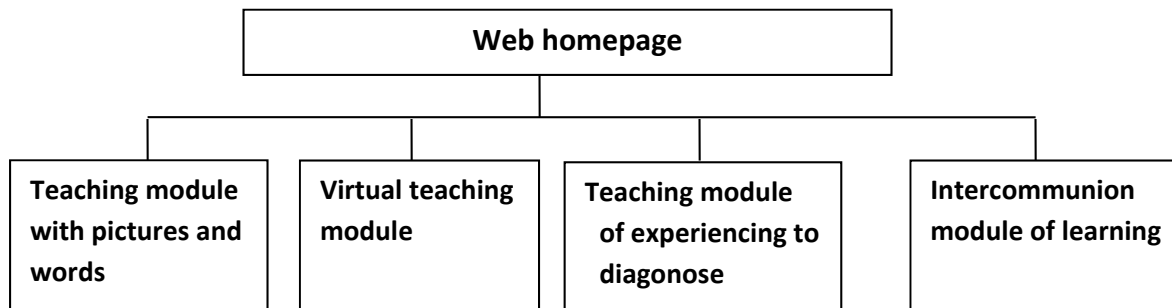 Web homepage
Teaching module
with pictures and
words
Virtual teaching
module
Teaching module
of experiencing to
diagonose
Intercommunion
module of learning